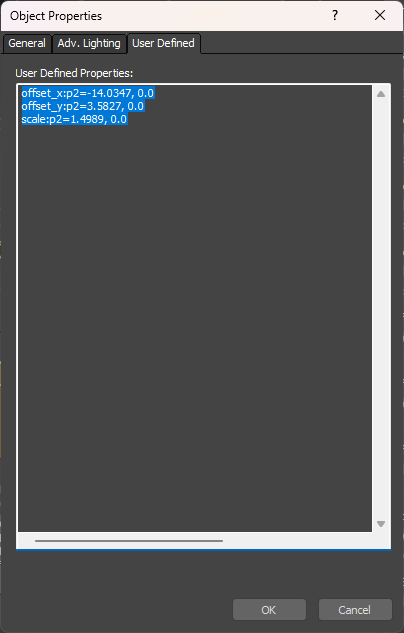 Object Properties ?
General Adv. Lighting User Defined
User Defined Properties:
offset_x:p2=-14.0347, 0.0
offset_y:p2=3.5827, 0.0
scale:p2=1.4989, 0.0
OK Cancel